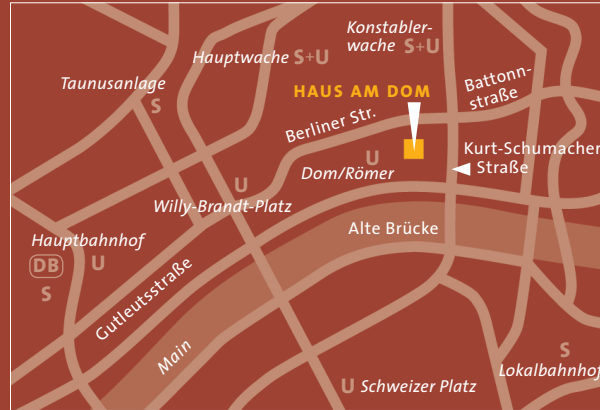 Konstabler-
wache S+U
Hauptwache S+U
Taunusanlage
S
HAUS AM DOM
Battonn-
straße
Berliner Str.
Kurt-Schumacher
Straße
U
Dom/Römer
U
Willy-Brandt-Platz
Alte Brücke
Hauptbahnhof
DB U
S
Gutleutsstraße
Main
S
Lokalbahnhof
U Schweizer Platz